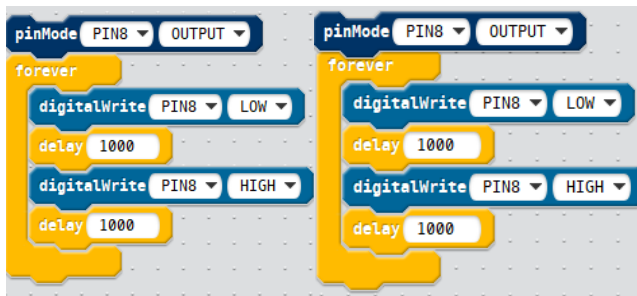 pinMode PIN8 OUTPUT
forever
digitalWrite PIN8 LOW
delay 1000
digitalWrite PIN8 HIGH
delay 1000
pinMode PIN8 OUTPUT
forever
digitalWrite PIN8 LOW
delay 1000
digitalWrite PIN8 HIGH
delay 1000